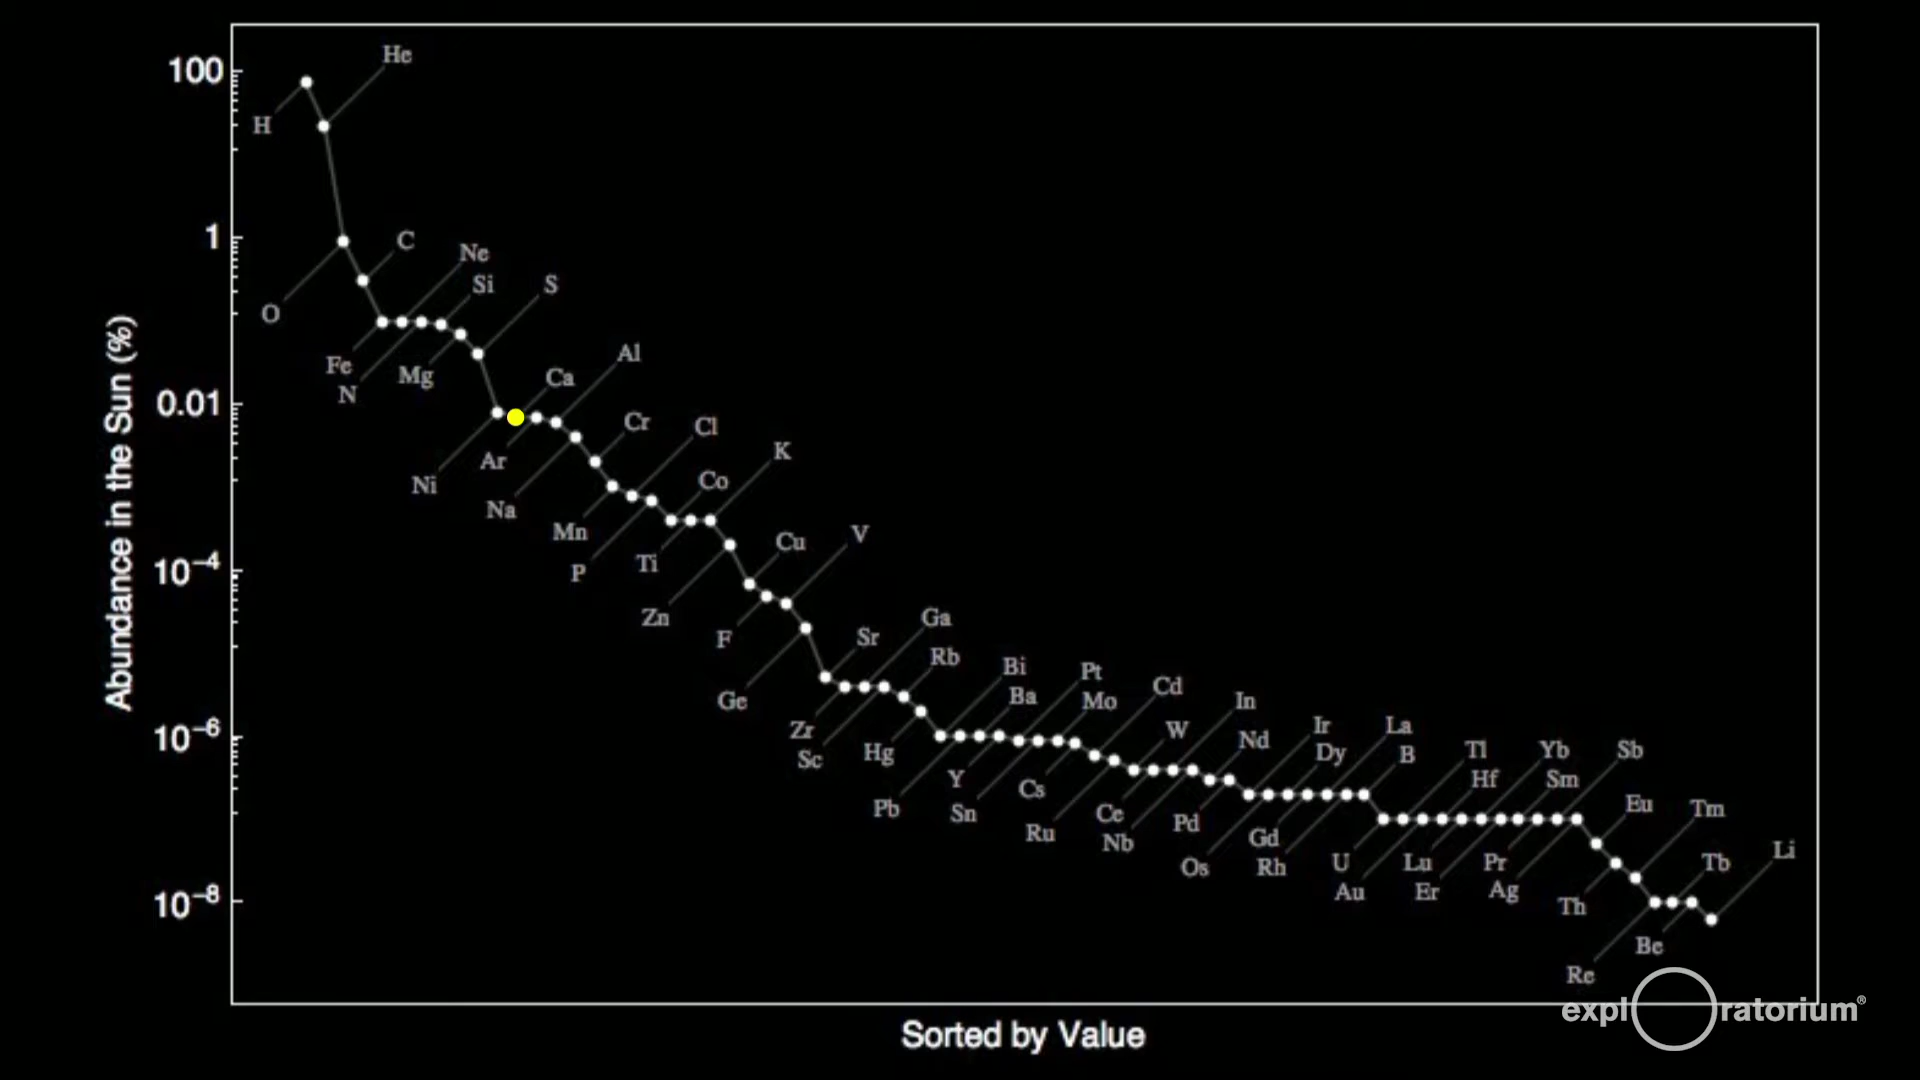 He
100
H
1
C
Ne
Si
S
O
Fe
N
Mg
Al
Ca
0.01
Cr
Cl
K
Ar
Ni
Na
Co
Mn
P
Ti
Cu
V
10⁻⁴
Zn
F
Ga
Sr
Rb
Ge
Bi
Pt
Ba
Mo
Cd
In
Zr
Sc
Hg
10⁻⁶
W
Nd
Ir
Dy
La
B
Tl
Hf
Yb
Sm
Sb
Y
Pb
Sn
Cs
Ru
Ce
Nb
Pd
Os
Gd
Rh
U
Au
Lu
Er
Pr
Ag
Eu
Tm
Tb
Li
10⁻⁸
Th
Be
Re
Abundance in the Sun (%)
Sorted by Value
expl ratorium®